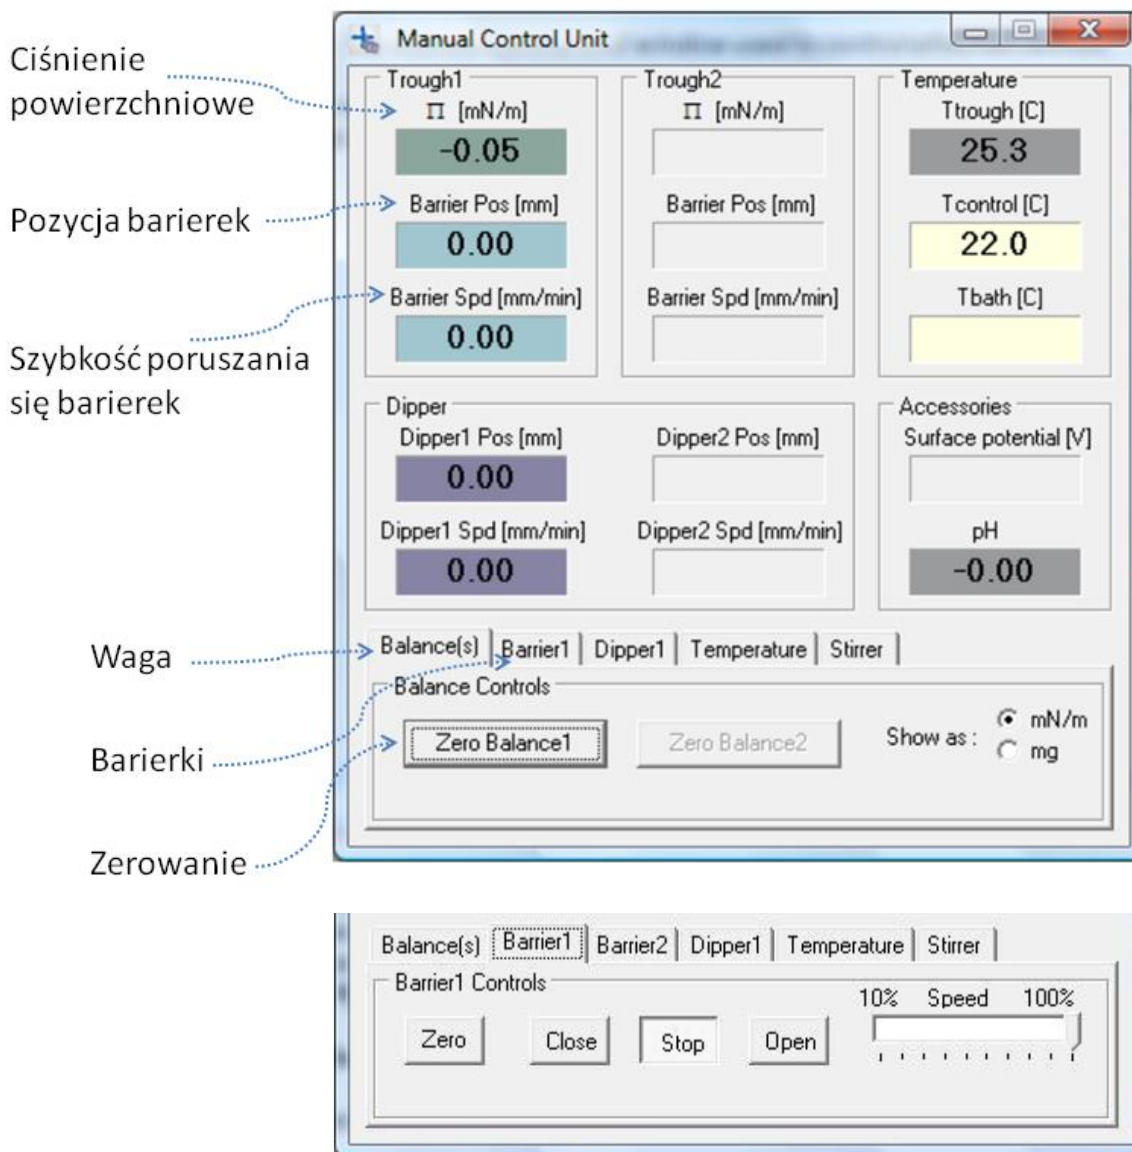 Manual Control Unit
Ciśnienie
powierzchniowe
Pozycja barierek
Szybkość poruszania
się barierek
Waga
Barierki
Zerowanie
Trough1
Π [mN/m]
-0.05
Barrier Pos [mm]
0.00
Barrier Spd [mm/min]
0.00
Trough2
Π [mN/m]
Barrier Pos [mm]
Barrier Spd [mm/min]
Temperature
Ttrough [C]
25.3
Tcontrol [C]
22.0
Tbath [C]
Dipper
Dipper1 Pos [mm]
0.00
Dipper1 Spd [mm/min]
0.00
Dipper2 Pos [mm]
Dipper2 Spd [mm/min]
Accessories
Surface potential [V]
pH
-0.00
Balance(s) Barrier1 Dipper1 Temperature Stirrer
Balance Controls
Zero Balance1 Zero Balance2 Show as : mN/m
mg
Balance(s) Barrier1 Barrier2 Dipper1 Temperature Stirrer
Barrier1 Controls
10% Speed 100%
Zero Close Stop Open